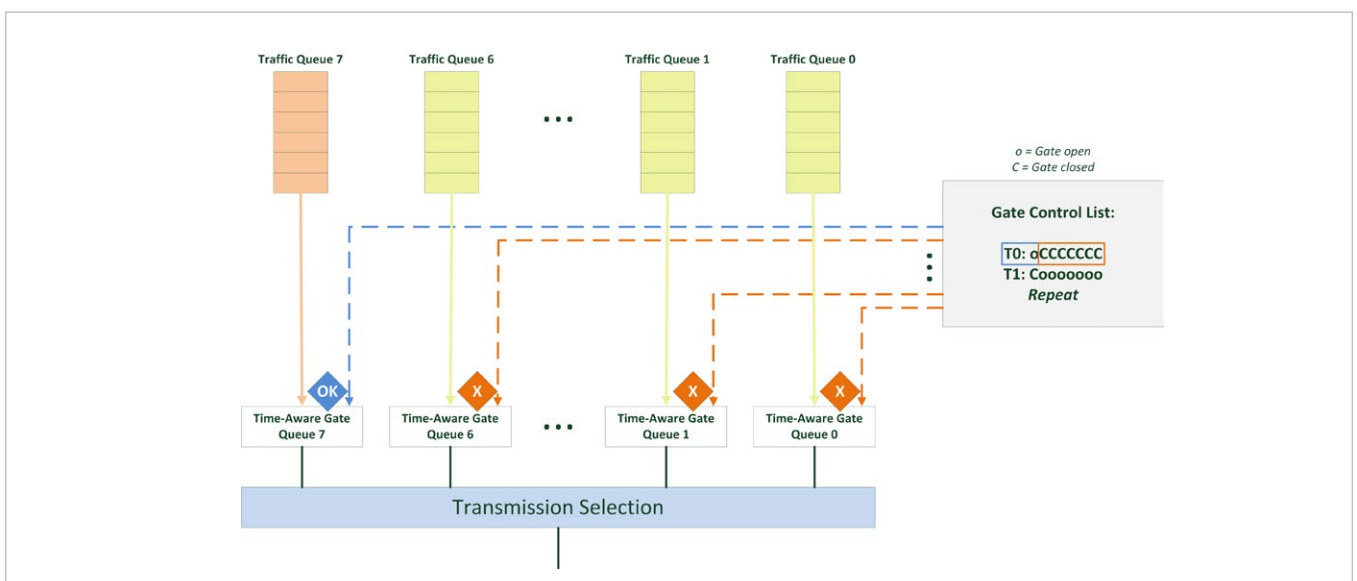 Traffic Queue 7
Traffic Queue 6
Traffic Queue 1
Traffic Queue 0
...
o = Gate open
C = Gate closed
Gate Control List:
T0: oCCCCCCC
T1: Cooooooo
Repeat
OK
X
X
X
Time-Aware Gate
Queue 7
Time-Aware Gate
Queue 6
...
Time-Aware Gate
Queue 1
Time-Aware Gate
Queue 0
Transmission Selection